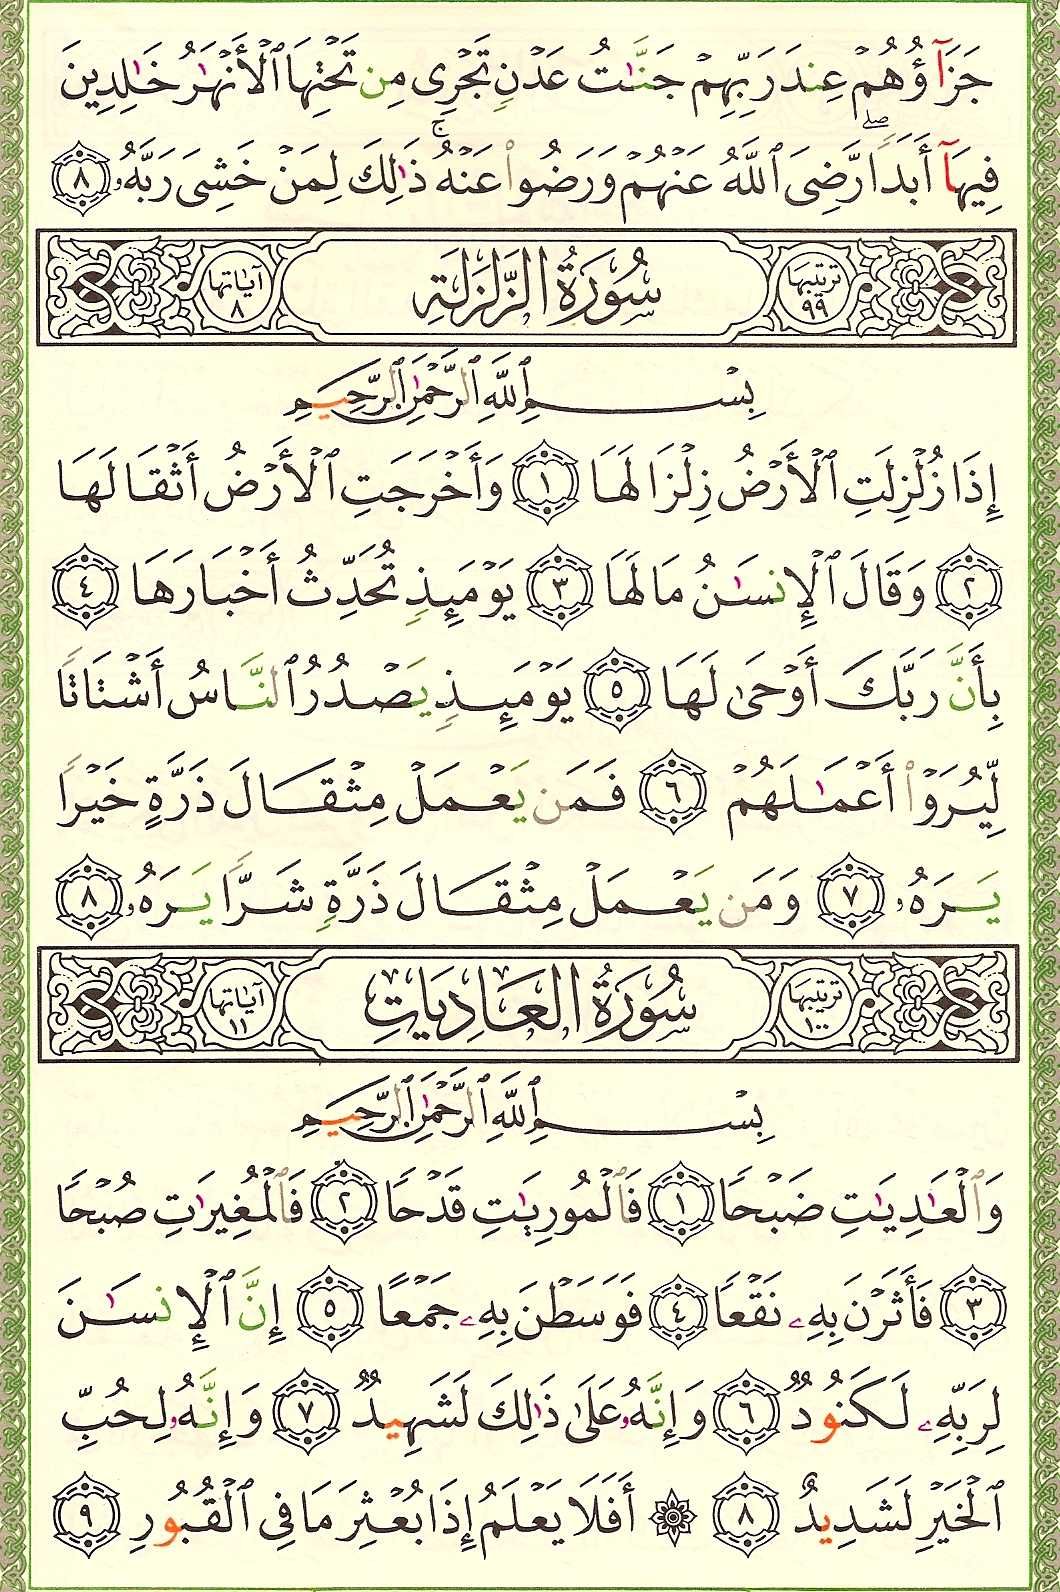 جَزَآؤُهُمْ عِندَ رَبِّهِمْ جَنَّٰتُ عَدْنٍ تَجْرِى مِن تَحْتِهَا ٱلْأَنْهَٰرُ خَٰلِدِينَ
فِيهَآ أَبَدًا ۖ رَّضِىَ ٱللَّهُ عَنْهُمْ وَرَضُوا۟ عَنْهُ ۚ ذَٰلِكَ لِمَنْ خَشِىَ رَبَّهُۥ ٨
ترتيبها ٩٩ سُورَةُ الزَّلْزَلَةِ آياتها ٨
بِسْمِ ٱللَّهِ ٱلرَّحْمَٰنِ ٱلرَّحِيمِ
إِذَا زُلْزِلَتِ ٱلْأَرْضُ زِلْزَالَهَا ١ وَأَخْرَجَتِ ٱلْأَرْضُ أَثْقَالَهَا
٢ وَقَالَ ٱلْإِنسَٰنُ مَا لَهَا ٣ يَوْمَئِذٍ تُحَدِّثُ أَخْبَارَهَا ٤
بِأَنَّ رَبَّكَ أَوْحَىٰ لَهَا ٥ يَوْمَئِذٍ يَصْدُرُ ٱلنَّاسُ أَشْتَاتًا
لِّيُرَوْا۟ أَعْمَٰلَهُمْ ٦ فَمَن يَعْمَلْ مِثْقَالَ ذَرَّةٍ خَيْرًا
يَرَهُۥ ٧ وَمَن يَعْمَلْ مِثْقَالَ ذَرَّةٍ شَرًّا يَرَهُۥ ٨
ترتيبها ١٠٠ سُورَةُ العَادِيَاتِ آياتها ١١
بِسْمِ ٱللَّهِ ٱلرَّحْمَٰنِ ٱلرَّحِيمِ
وَٱلْعَٰدِيَٰتِ ضَبْحًا ١ فَٱلْمُورِيَٰتِ قَدْحًا ٢ فَٱلْمُغِيرَٰتِ صُبْحًا
٣ فَأَثَرْنَ بِهِۦ نَقْعًا ٤ فَوَسَطْنَ بِهِۦ جَمْعًا ٥ إِنَّ ٱلْإِنسَٰنَ
لِرَبِّهِۦ لَكَنُودٌ ٦ وَإِنَّهُۥ عَلَىٰ ذَٰلِكَ لَشَهِيدٌ ٧ وَإِنَّهُۥ لِحُبِّ
ٱلْخَيْرِ لَشَدِيدٌ ٨ ۞ أَفَلَا يَعْلَمُ إِذَا بُعْثِرَ مَا فِى ٱلْقُبُورِ ٩